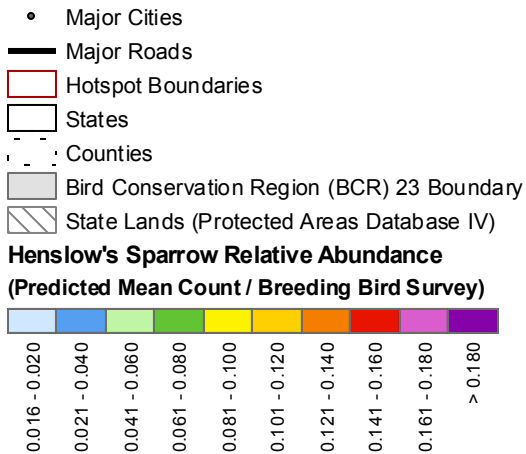 Major Cities
Major Roads
Hotspot Boundaries
States
Counties
Bird Conservation Region (BCR) 23 Boundary
State Lands (Protected Areas Database IV)
Henslow's Sparrow Relative Abundance
(Predicted Mean Count / Breeding Bird Survey)
0.016 - 0.020
0.021 - 0.040
0.041 - 0.060
0.061 - 0.080
0.081 - 0.100
0.101 - 0.120
0.121 - 0.140
0.141 - 0.160
0.161 - 0.180
> 0.180